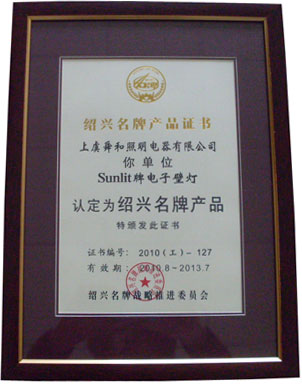 绍兴名牌产品证书
上虞舜和照明电器有限公司
你单位
Sunlit牌电子壁灯
认定为绍兴名牌产品
特颁发此证书
证书编号: 2010(工)-127
有效期: 2010.8~2013.7
绍兴名牌战略推进委员会